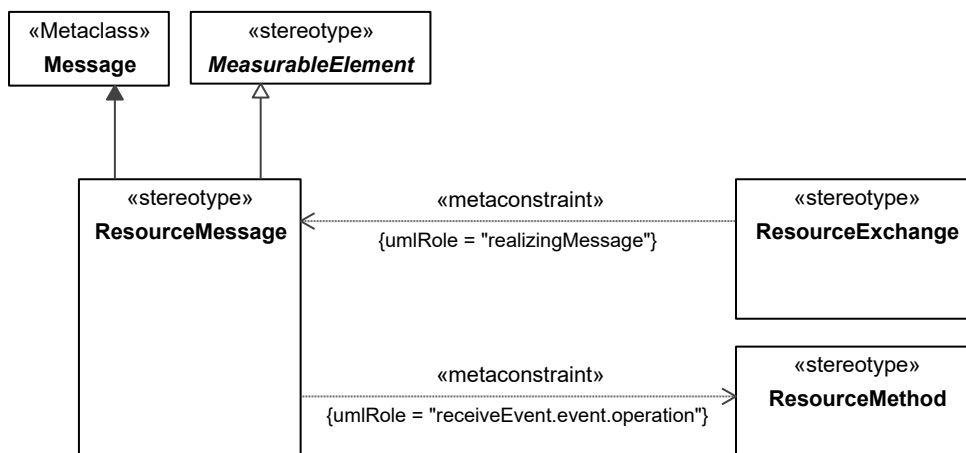 «Metaclass»
Message
«stereotype»
MeasurableElement
«stereotype»
ResourceMessage
«metaconstraint»
{umlRole = "realizingMessage"}
«stereotype»
ResourceExchange
«metaconstraint»
{umlRole = "receiveEvent.event.operation"}
«stereotype»
ResourceMethod